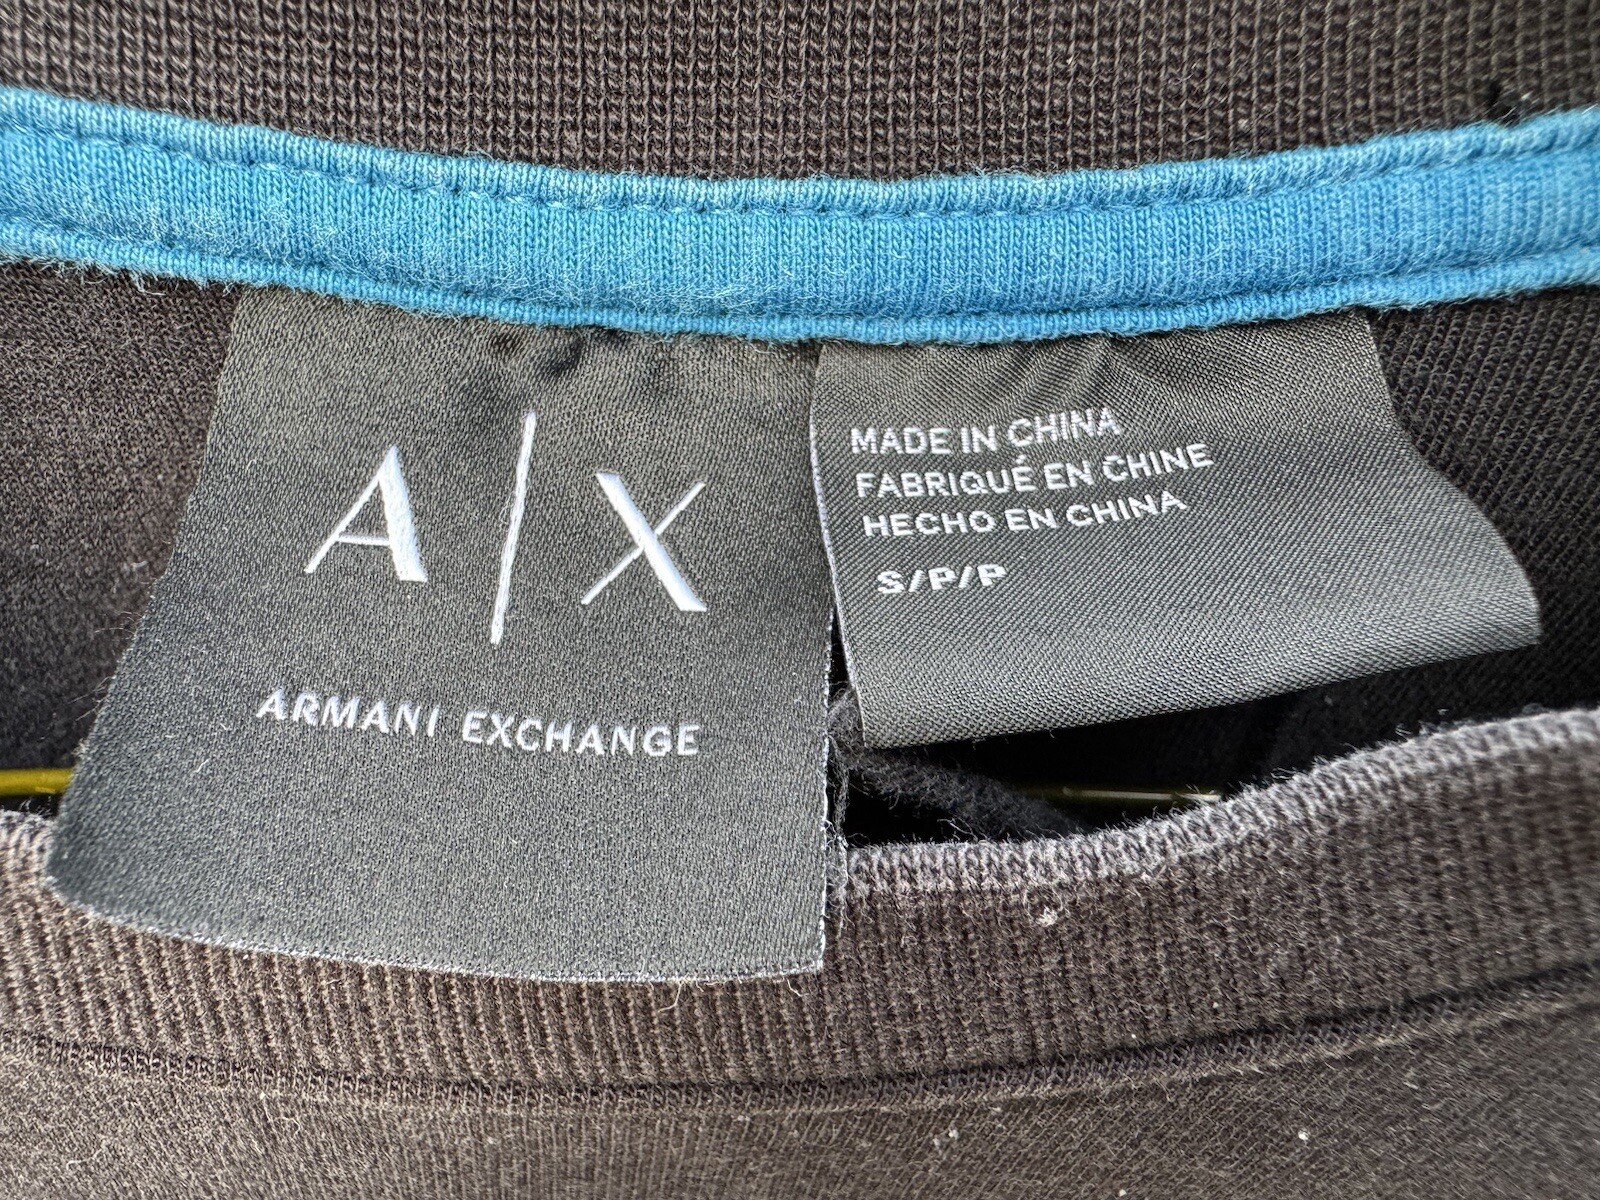 A|X
ARMANI EXCHANGE
MADE IN CHINA
FABRIQUÉ EN CHINE
HECHO EN CHINA
S/P/P